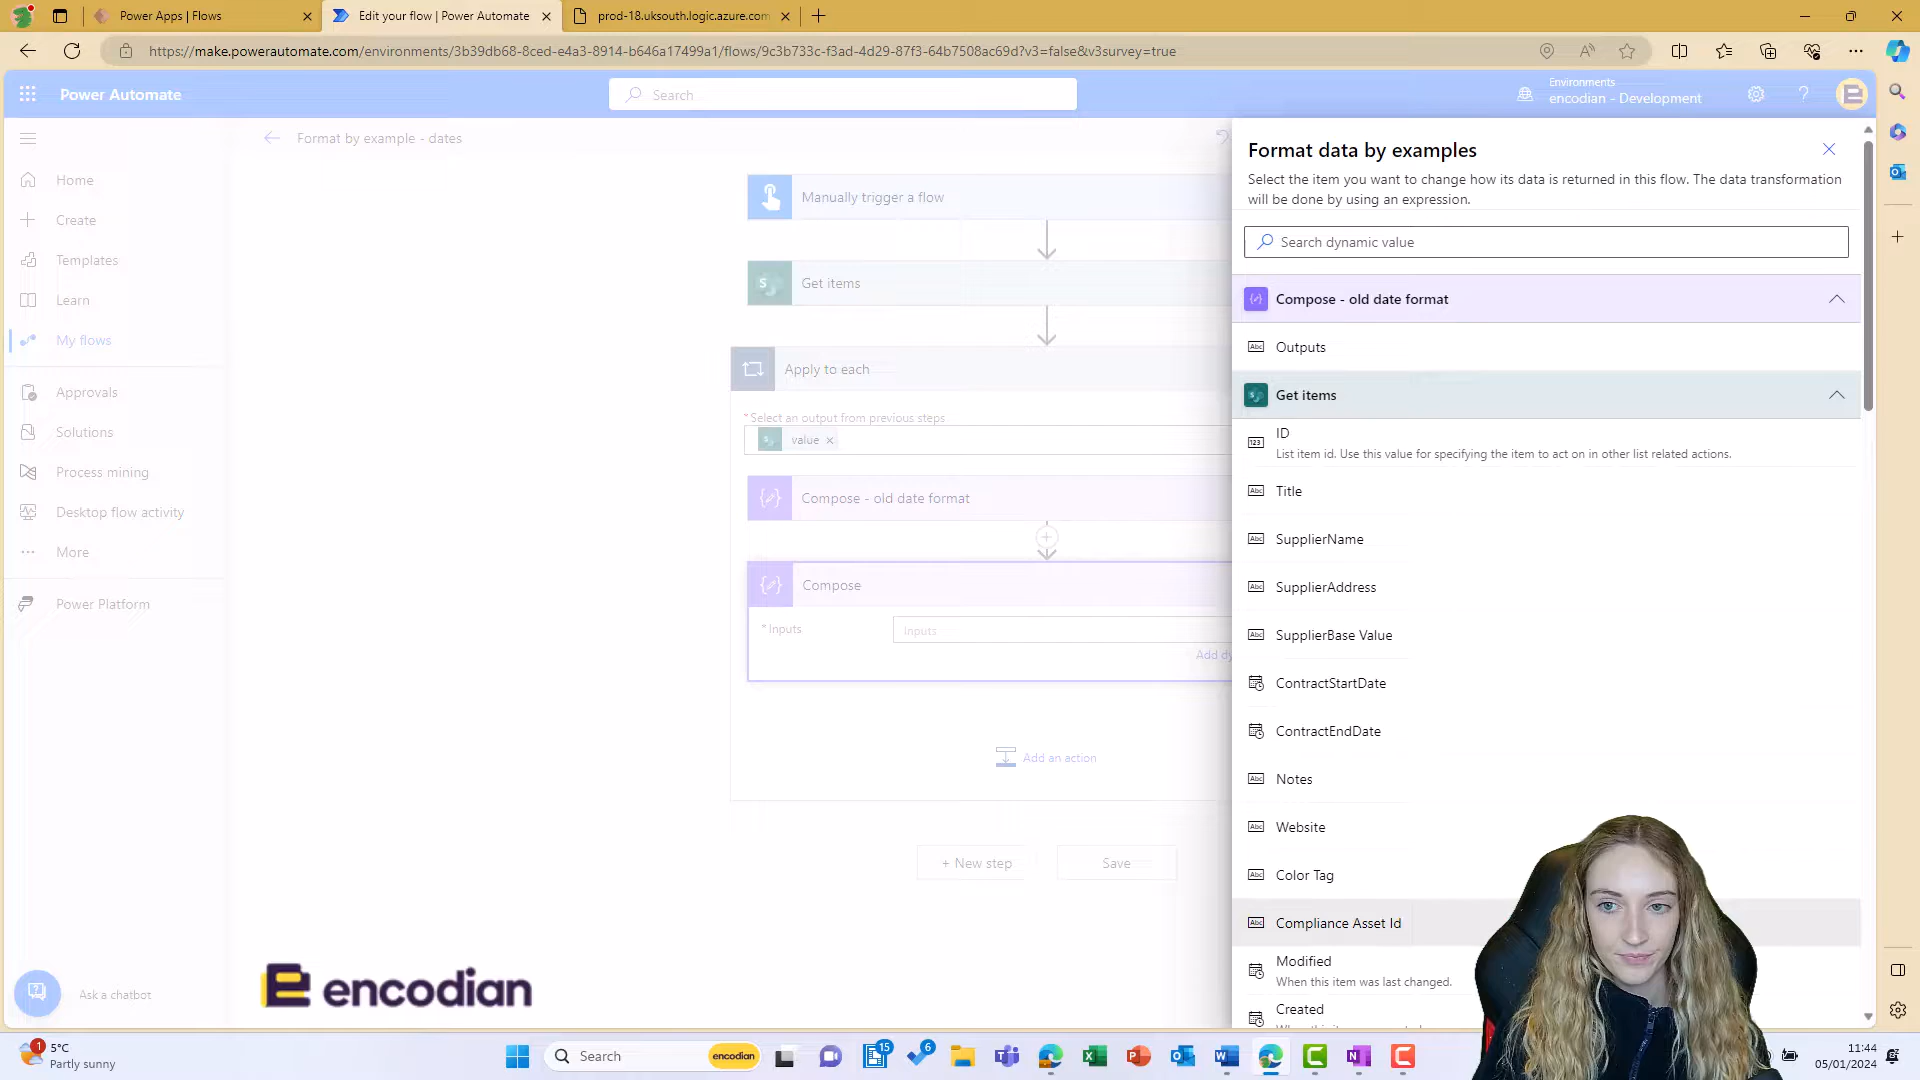 Power Apps | Flows
Edit your flow | Power Automate
prod-18.uksouth.logic.azure.com
https://make.powerautomate.com/environments/3b39db68-8ced-e4a3-8914-b646a17499a1/flows/9c3b733c-f3ad-4d29-87f3-64b7508ac69d?v3=false&v3survey=true
Power Automate
Search
Environments
encodian - Development
Format by example - dates
Home
Create
Templates
Learn
My flows
Approvals
Solutions
Process mining
Desktop flow activity
More
Power Platform
Ask a chatbot
Manually trigger a flow
Get items
Apply to each
*Select an output from previous steps
value
Compose - old date format
Compose
* Inputs
Inputs
Add dy
Add an action
+ New step
Save
encodian
Format data by examples
Select the item you want to change how its data is returned in this flow. The data transformation
will be done by using an expression.
Search dynamic value
Compose - old date format
Outputs
Get items
ID
List item id. Use this value for specifying the item to act on in other list related actions.
Title
SupplierName
SupplierAddress
SupplierBase Value
ContractStartDate
ContractEndDate
Notes
Website
Color Tag
Compliance Asset Id
Modified
When this item was last changed.
Created
1
5°C
Partly sunny
Search
encodian
15
6
11:44
05/01/2024